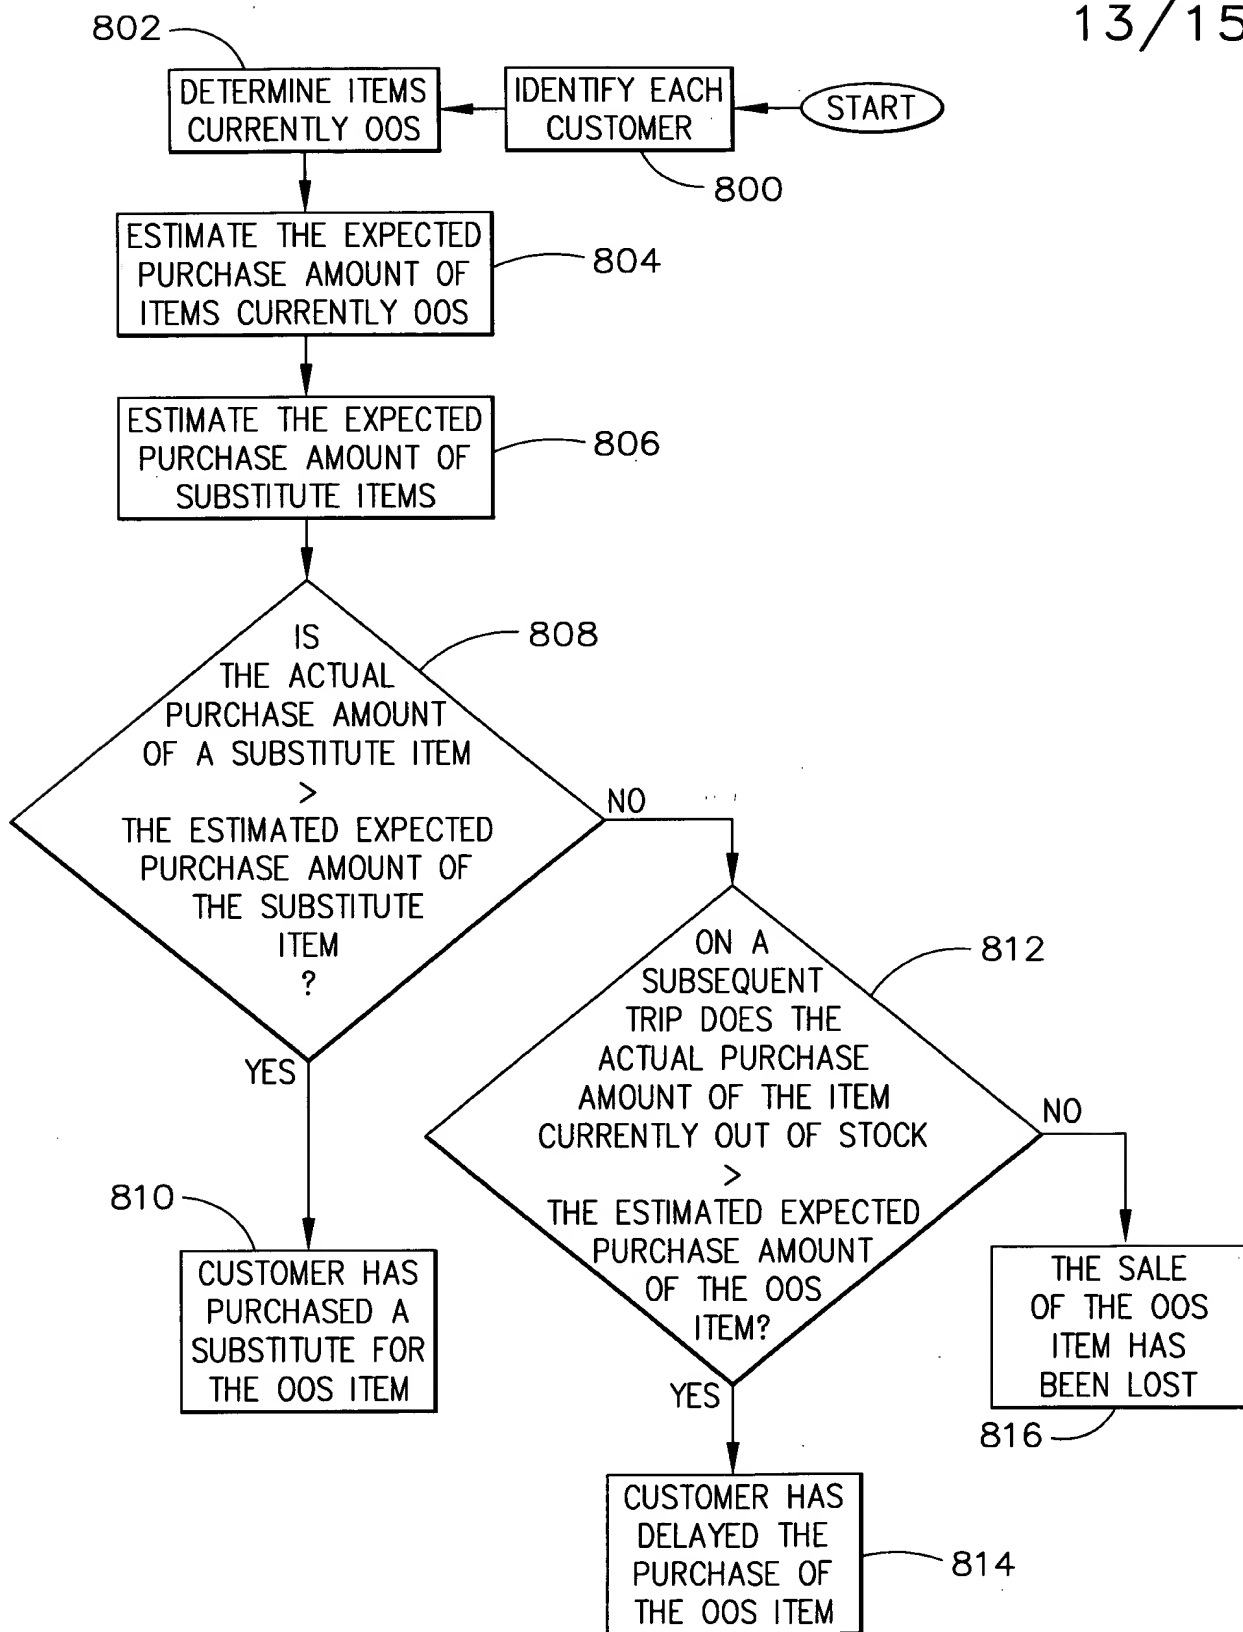 13/15
802
DETERMINE ITEMS
CURRENTLY OOS
IDENTIFY EACH
CUSTOMER
START
800
ESTIMATE THE EXPECTED
PURCHASE AMOUNT OF
ITEMS CURRENTLY OOS
804
ESTIMATE THE EXPECTED
PURCHASE AMOUNT OF
SUBSTITUTE ITEMS
806
IS
THE ACTUAL
PURCHASE AMOUNT
OF A SUBSTITUTE ITEM
>
THE ESTIMATED EXPECTED
PURCHASE AMOUNT OF
THE SUBSTITUTE
ITEM
?
808
NO
YES
810
CUSTOMER HAS
PURCHASED A
SUBSTITUTE FOR
THE OOS ITEM
ON A
SUBSEQUENT
TRIP DOES THE
ACTUAL PURCHASE
AMOUNT OF THE ITEM
CURRENTLY OUT OF STOCK
>
THE ESTIMATED EXPECTED
PURCHASE AMOUNT
OF THE OOS
ITEM?
812
NO
YES
THE SALE
OF THE OOS
ITEM HAS
BEEN LOST
816
CUSTOMER HAS
DELAYED THE
PURCHASE OF
THE OOS ITEM
814